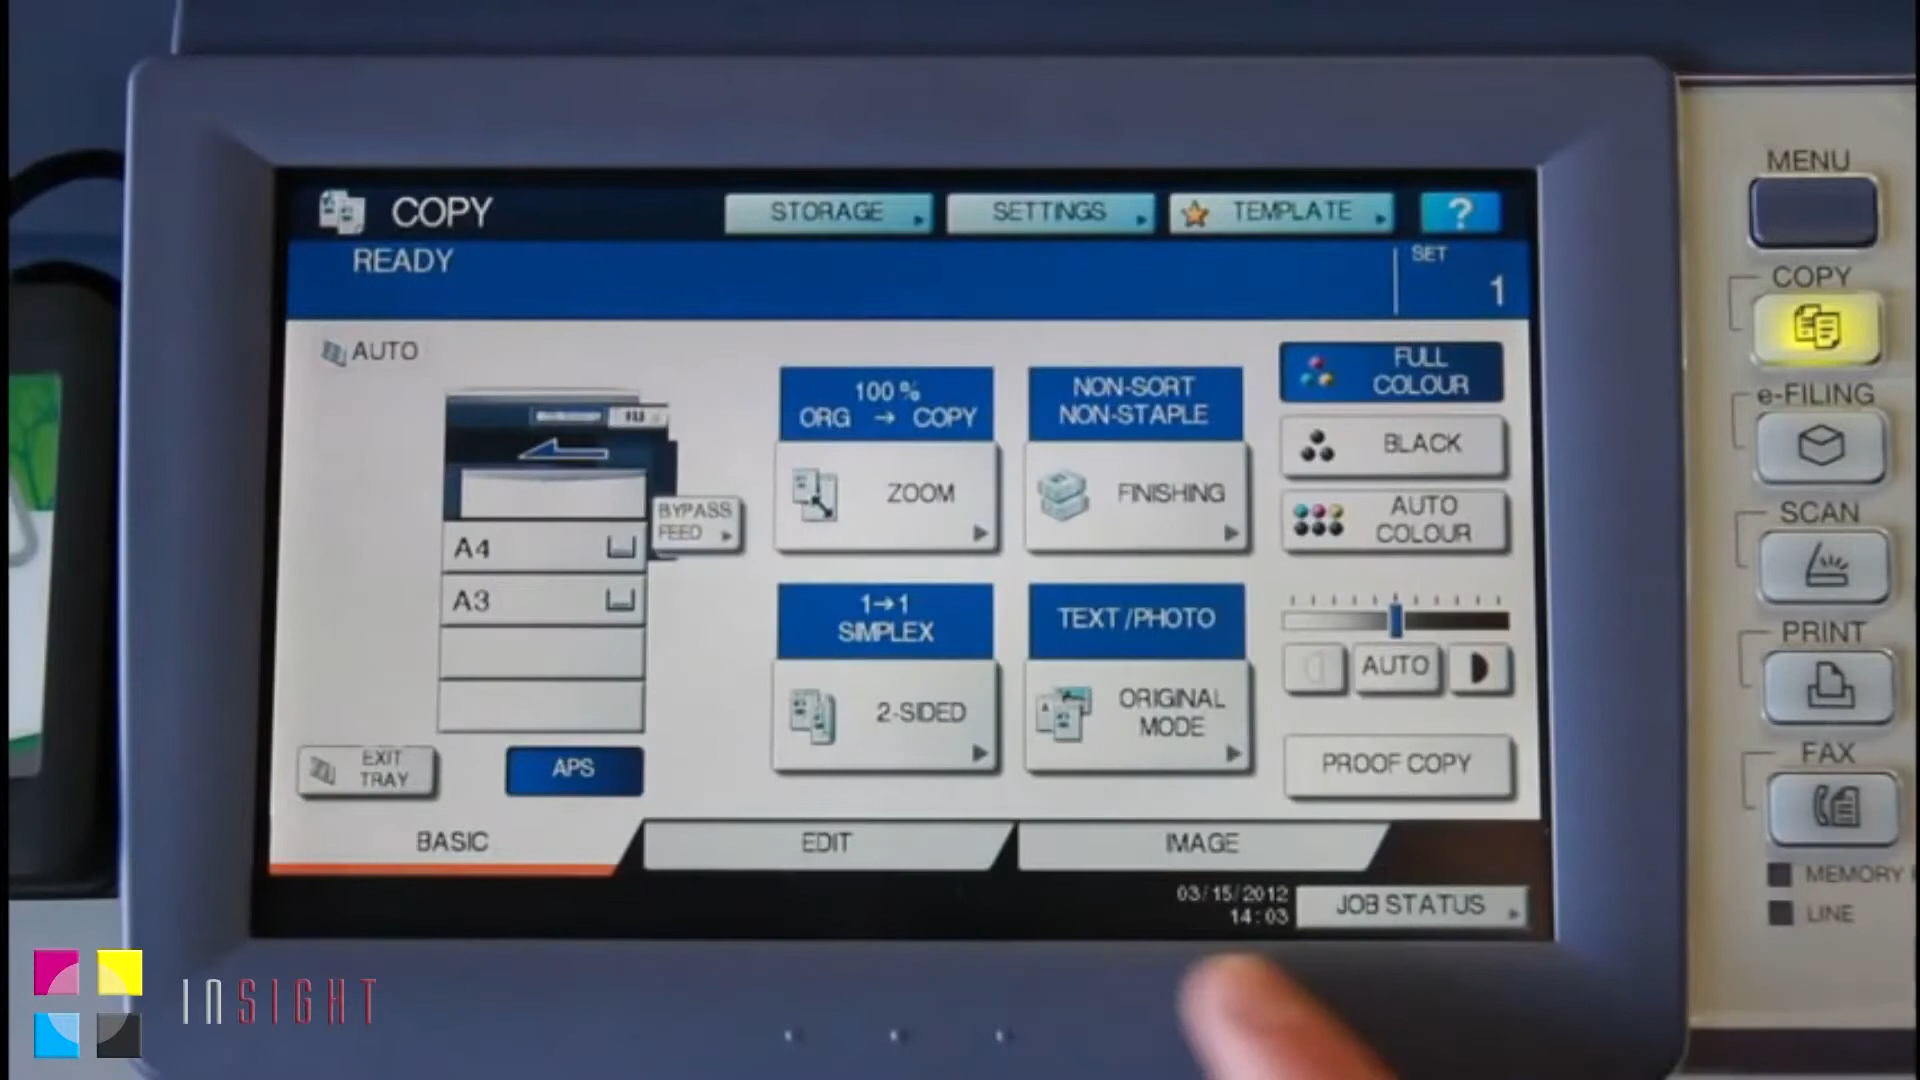 COPY
STORAGE
SETTINGS
TEMPLATE
?
READY
SET
1
AUTO
100 %
ORG → COPY
ZOOM
NON-SORT
NON-STAPLE
FINISHING
FULL
COLOUR
BLACK
AUTO
COLOUR
BYPASS
FEED
A4
A3
1→1
SIMPLEX
2-SIDED
TEXT/PHOTO
ORIGINAL
MODE
AUTO
PROOF COPY
EXIT
TRAY
APS
BASIC
EDIT
IMAGE
03/15/2012
14:03
JOB STATUS
MENU
COPY
e-FILING
SCAN
PRINT
FAX
MEMORY
LINE
INSIGHT